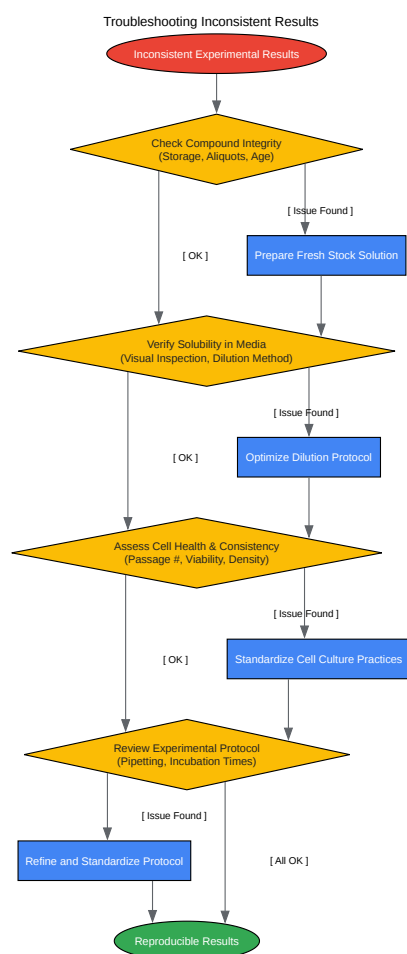 Troubleshooting Inconsistent Results
Inconsistent Experimental Results
Check Compound Integrity
(Storage, Aliquots, Age)
[ Issue Found ]
[ OK ]
Prepare Fresh Stock Solution
Verify Solubility in Media
(Visual Inspection, Dilution Method)
[ Issue Found ]
[ OK ]
Optimize Dilution Protocol
Assess Cell Health & Consistency
(Passage #, Viability, Density)
[ Issue Found ]
[ OK ]
Standardize Cell Culture Practices
Review Experimental Protocol
(Pipetting, Incubation Times)
[ Issue Found ]
[ All OK ]
Refine and Standardize Protocol
Reproducible Results